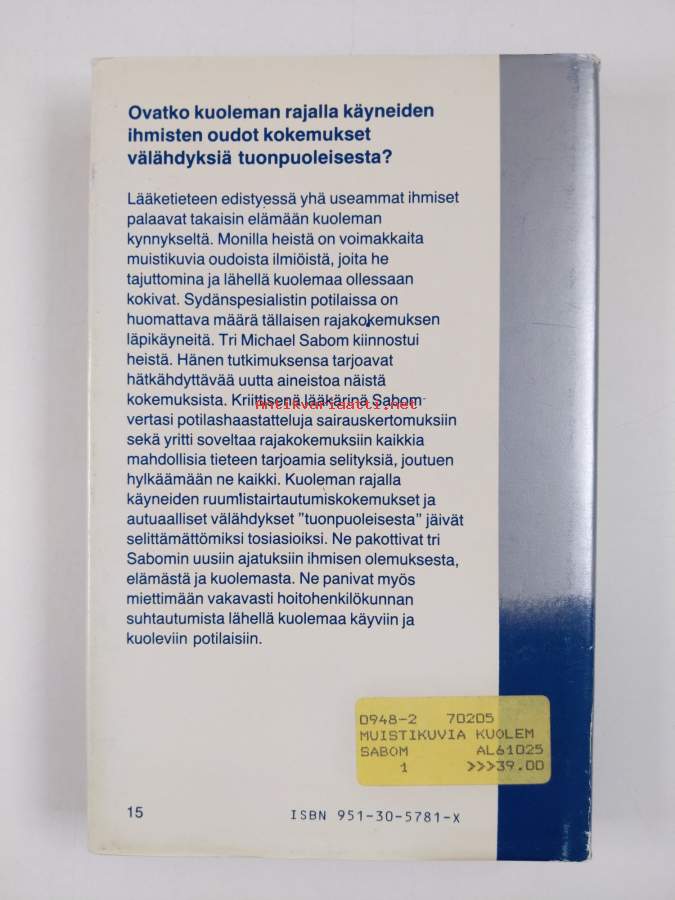 Ovatko kuoleman rajalla käyneiden
ihmisten oudot kokemukset
välähdyksiä tuonpuoleisesta?
Lääketieteen edistyessä yhä useammat ihmiset
palaavat takaisin elämään kuoleman
kynnykseltä. Monilla heistä on voimakkaita
muistikuvia oudoista ilmiöistä, joita he
tajuttomina ja lähellä kuolemaa ollessaan
kokivat. Sydänspesialistin potilaissa on
huomattava määrä tällaisen rajakokemuksen
läpikäyneitä. Tri Michael Sabom kiinnostui
heistä. Hänen tutkimuksensa tarjoavat
hätkähdyttävää uutta aineistoa näistä
kokemuksista. Kriittisenä lääkärinä Sabom
Antikvariaatti.net
vertasi potilashaastatteluja sairauskertomuksiin
sekä yritti soveltaa rajakokemuksiin kaikkia
mahdollisia tieteen tarjoamia selityksiä, joutuen
hylkäämään ne kaikki. Kuoleman rajalla
käyneiden ruumiistairtautumiskokemukset ja
autuaalliset välähdykset "tuonpuoleisesta" jäivät
selittämättömiksi tosiasioiksi. Ne pakottivat tri
Sabomin uusiin ajatuksiin ihmisen olemuksesta,
elämästä ja kuolemasta. Ne panivat myös
miettimään vakavasti hoitohenkilökunnan
suhtautumista lähellä kuolemaa käyviin ja
kuoleviin potilaisiin.
0948-2 70205
MUISTIKUVIA KUOLEM
SABOM AL61025
1 >>>39.00
15 ISBN 951-30-5781-X